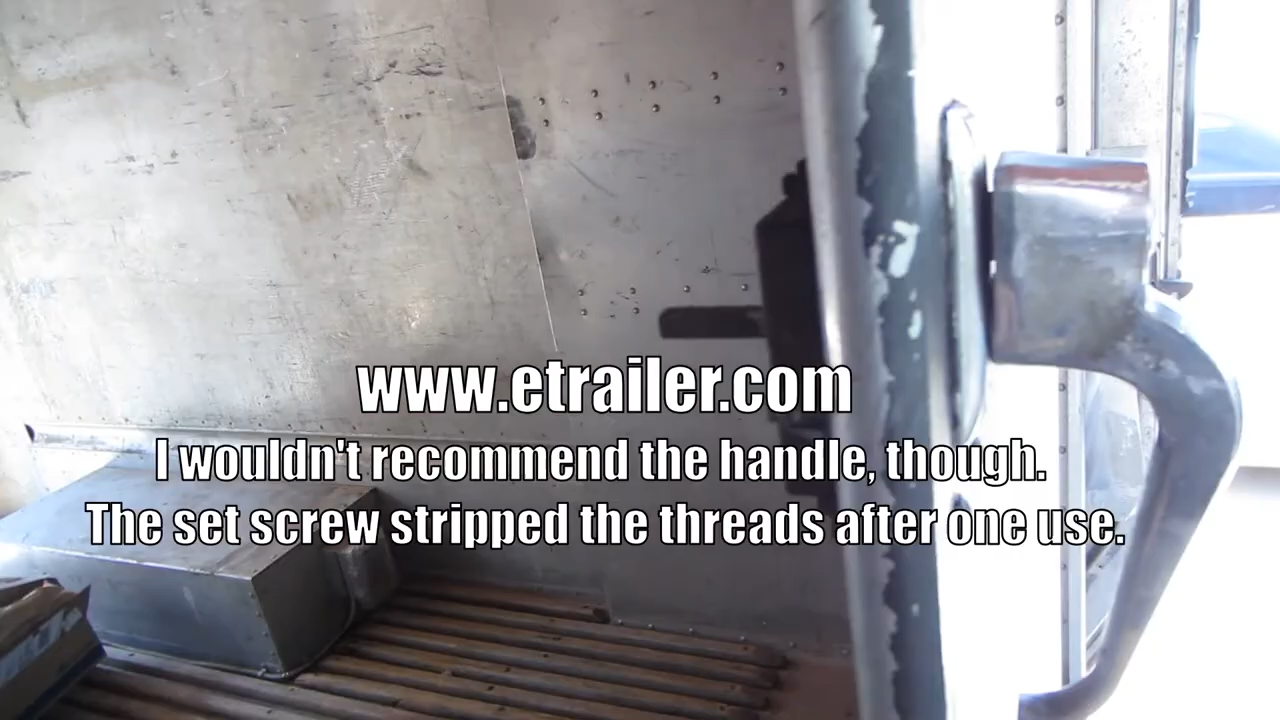 www.etrailer.com
I wouldn't recommend the handle, though.
The set screw stripped the threads after one use.